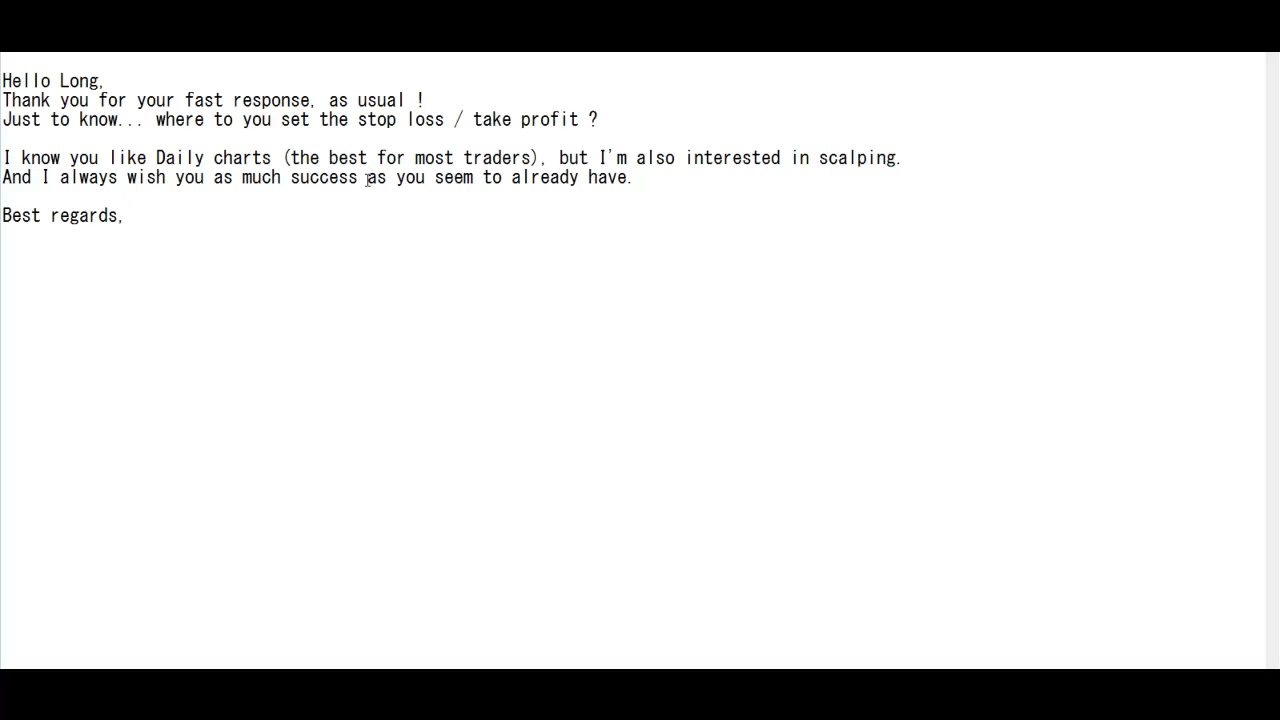 Hello Long,
Thank you for your fast response, as usual !
Just to know... where to you set the stop loss / take profit ?
I know you like Daily charts (the best for most traders), but I'm also interested in scalping.
And I always wish you as much success as you seem to already have.
Best regards,